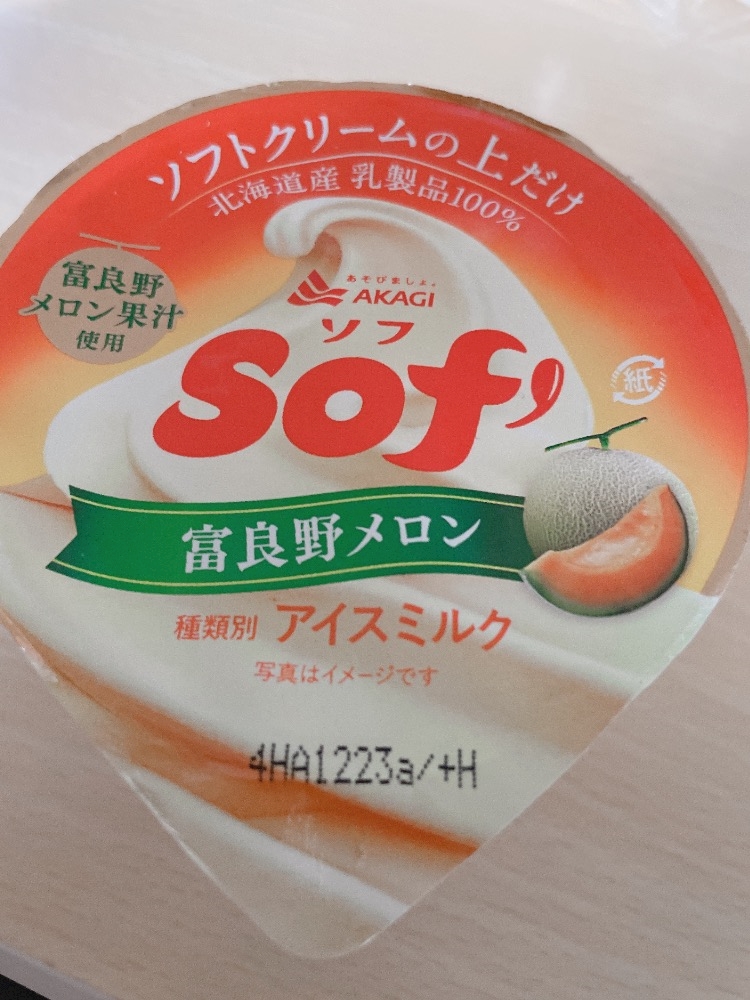 ソフトクリームの上だけ
北海道産 乳製品100%
富良野
メロン果汁
使用
あそびましょ。
AKAGI
ソフ
Sof'
紙
富良野メロン
種類別 アイスミルク
写真はイメージです
4HA1223a/+H